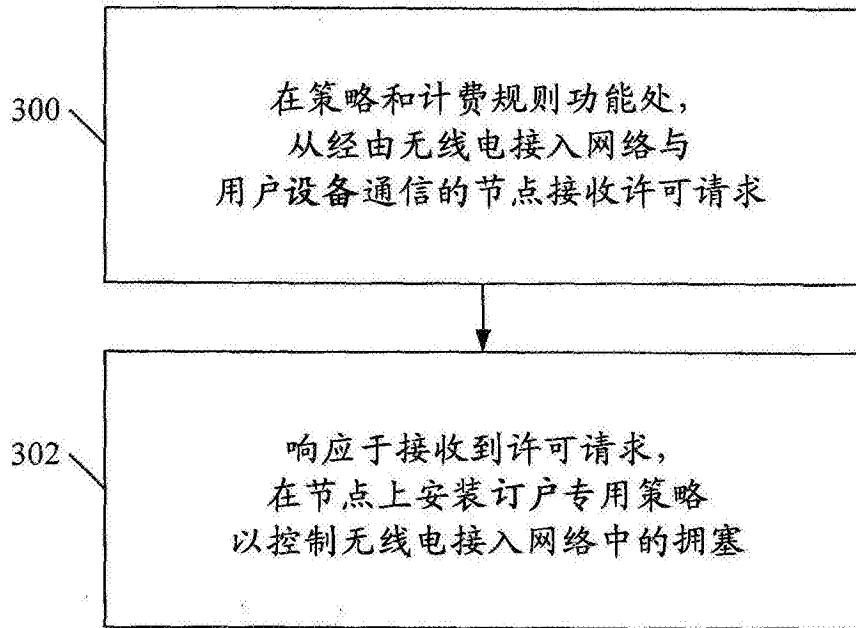 300
在策略和计费规则功能处,
从经由无线电接入网络与
用户设备通信的节点接收许可请求
302
响应于接收到许可请求,
在节点上安装订户专用策略
以控制无线电接入网络中的拥塞